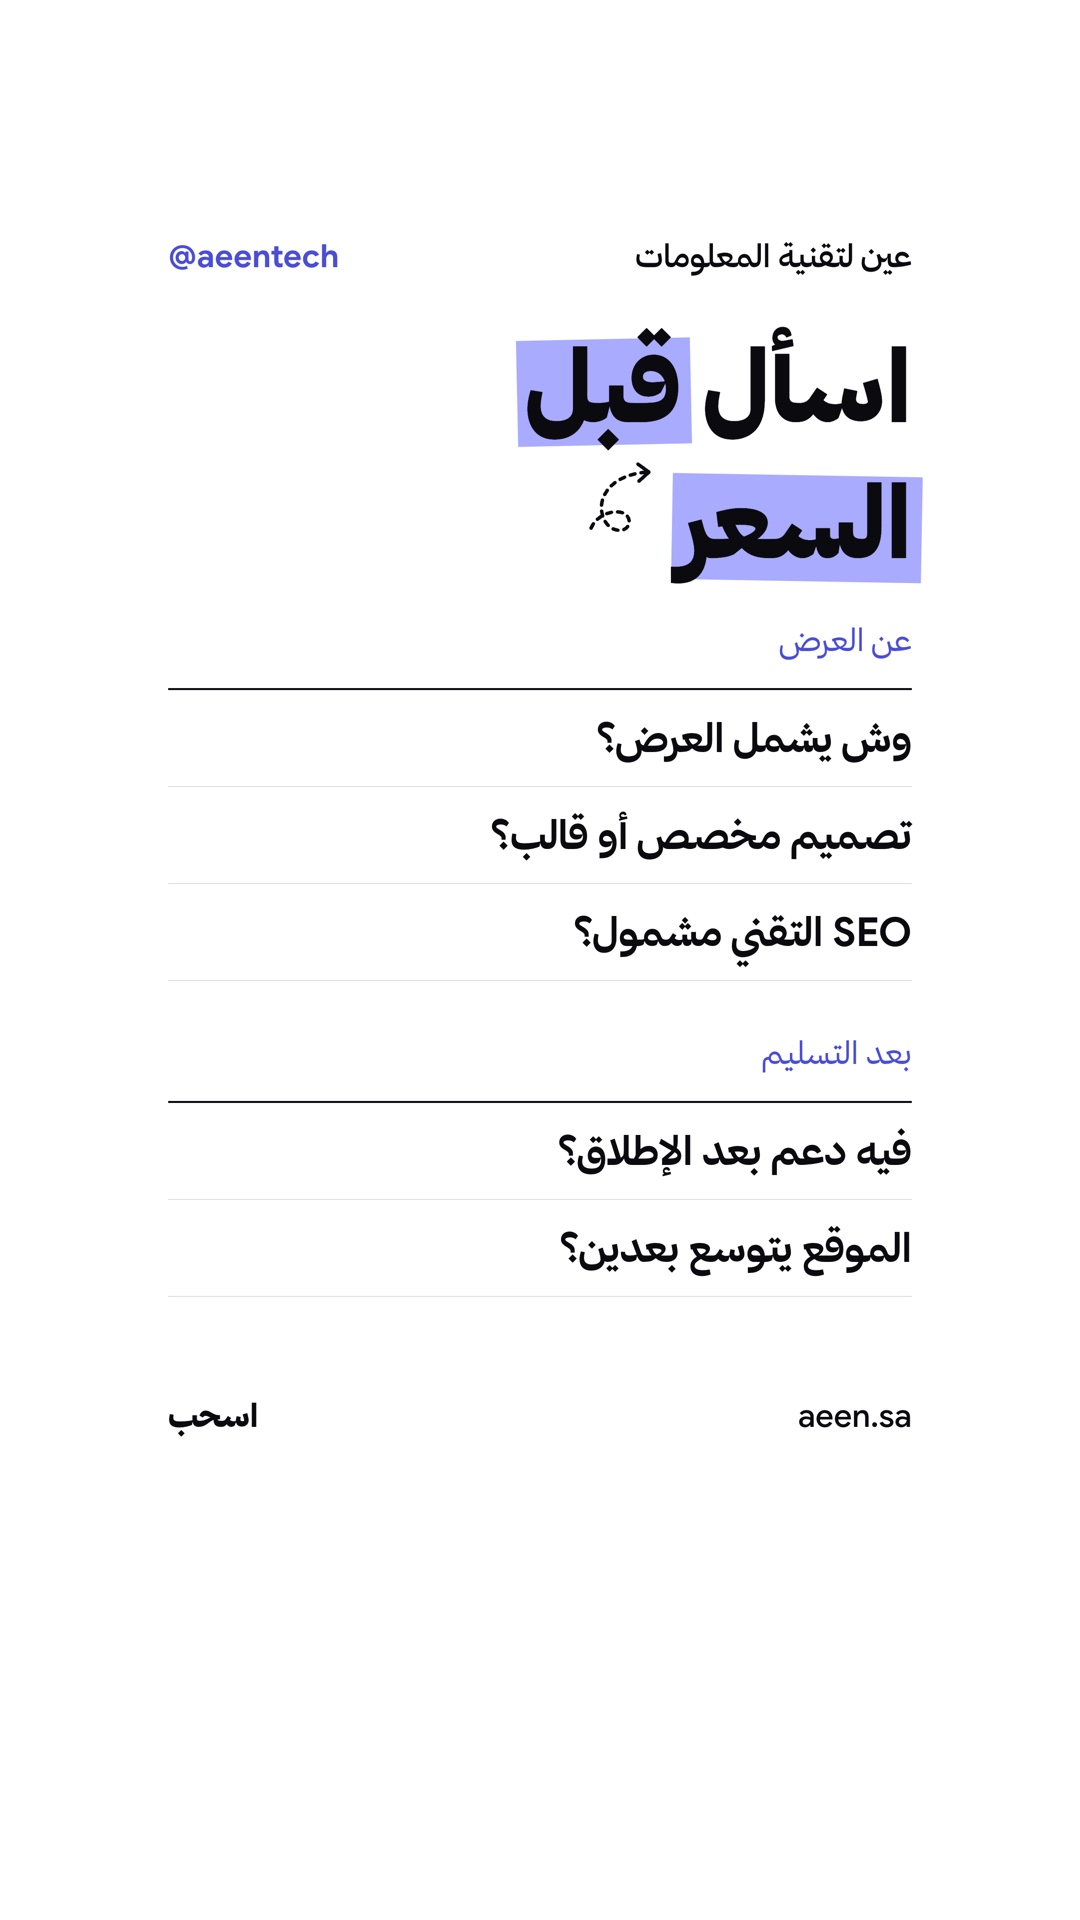 عين لتقنية المعلومات
@aeentech
اسأل قبل
السعر
عن العرض
وش يشمل العرض؟
تصميم مخصص أو قالب؟
SEO التقني مشمول؟
بعد التسليم
فيه دعم بعد الإطلاق؟
الموقع يتوسع بعدين؟
aeen.sa
اسحب